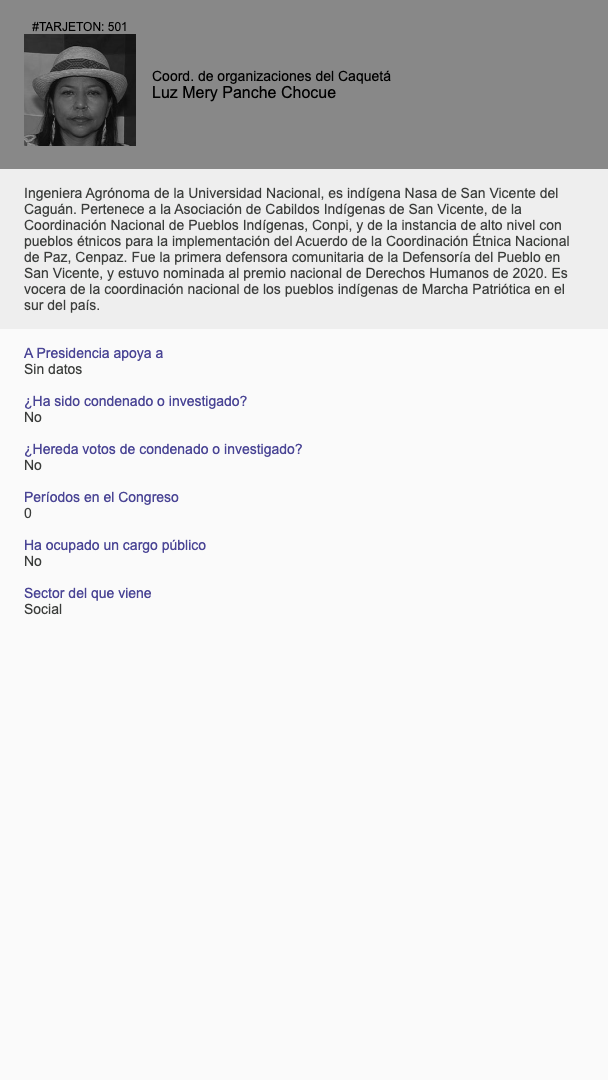 #TARJETON: 501
Coord. de organizaciones del Caquetá
Luz Mery Panche Chocue
Ingeniera Agrónoma de la Universidad Nacional, es indígena Nasa de San Vicente del
Caguán. Pertenece a la Asociación de Cabildos Indígenas de San Vicente, de la
Coordinación Nacional de Pueblos Indígenas, Conpi, y de la instancia de alto nivel con
pueblos étnicos para la implementación del Acuerdo de la Coordinación Étnica Nacional
de Paz, Cenpaz. Fue la primera defensora comunitaria de la Defensoría del Pueblo en
San Vicente, y estuvo nominada al premio nacional de Derechos Humanos de 2020. Es
vocera de la coordinación nacional de los pueblos indígenas de Marcha Patriótica en el
sur del país.
A Presidencia apoya a
Sin datos
¿Ha sido condenado o investigado?
No
¿Hereda votos de condenado o investigado?
No
Períodos en el Congreso
0
Ha ocupado un cargo público
No
Sector del que viene
Social